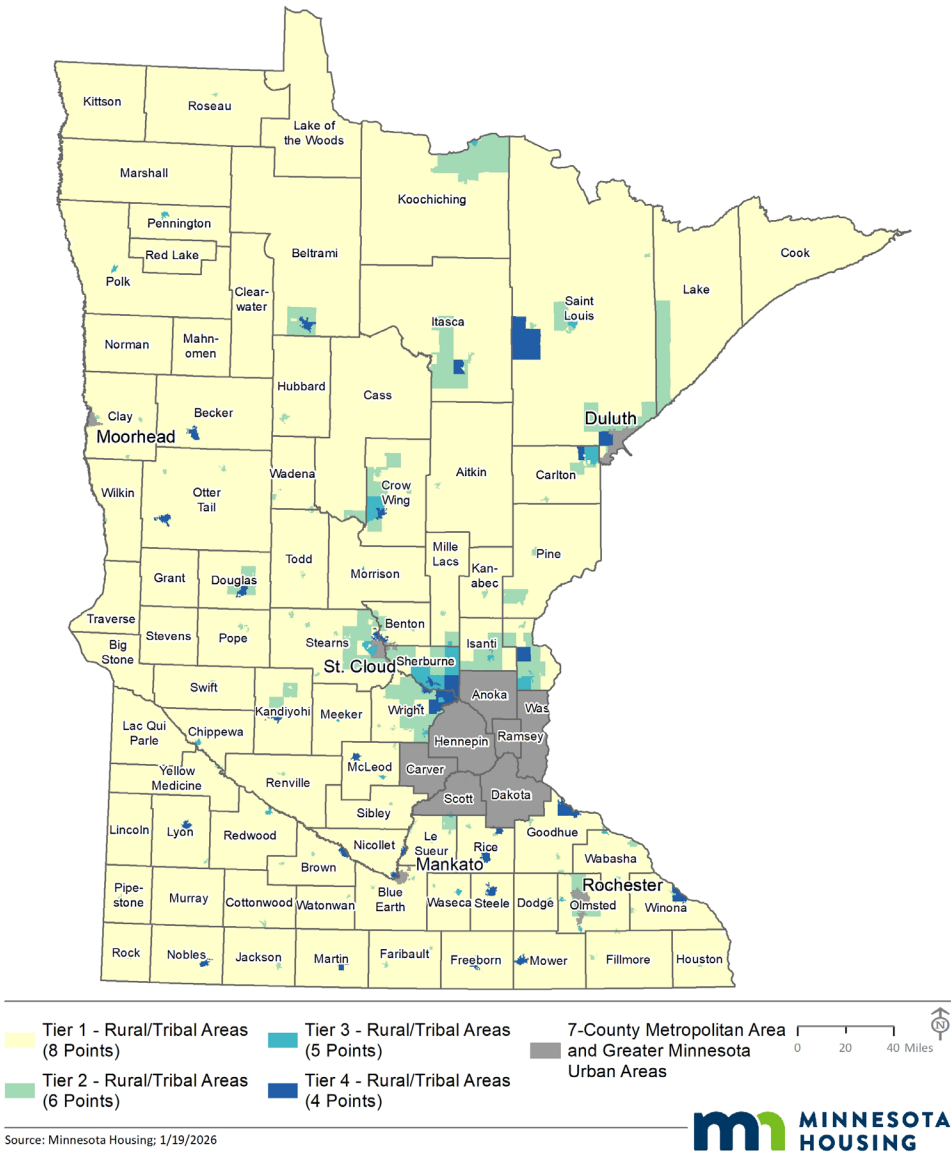 Kittson
Roseau
Lake of
the Woods
Marshall
Koochiching
Pennington
Red Lake
Beltrami
Cook
Polk
Clear-
water
Lake
Saint
Louis
Itasca
Norman
Mahn-
omen
Hubbard
Cass
Clay
Becker
Moorhead
Duluth
Wadena
Aitkin
Carlton
Wilkin
Otter
Tail
Crow
Wing
Mille
Lacs
Pine
Todd
Morrison
Kan-
abec
Grant
Douglas
Traverse
Benton
Stevens
Pope
Stearns
Isanti
Big
Stone
St. Cloud
Sherburne
Swift
Anoka
Kandiyohi
Meeker
Wright
Was
Lac Qui
Parle
Chippewa
Hennepin
Ramsey
McLeod
Carver
Yellow
Medicine
Renville
Scott
Dakota
Sibley
Lincoln
Lyon
Redwood
Nicollet
Le
Sueur
Rice
Goodhue
Wabasha
Brown
Mankato
Rochester
Pipe-
stone
Murray
Cottonwood
Watonwan
Blue
Earth
Waseca
Steele
Dodge
Olmsted
Winona
Rock
Nobles
Jackson
Martin
Faribault
Freeborn
Mower
Fillmore
Houston
Tier 1 - Rural/Tribal Areas
(8 Points)
Tier 2 - Rural/Tribal Areas
(6 Points)
Tier 3 - Rural/Tribal Areas
(5 Points)
Tier 4 - Rural/Tribal Areas
(4 Points)
7-County Metropolitan Area
and Greater Minnesota
Urban Areas
0 20 40 Miles
N
Source: Minnesota Housing; 1/19/2026
MINNESOTA
HOUSING